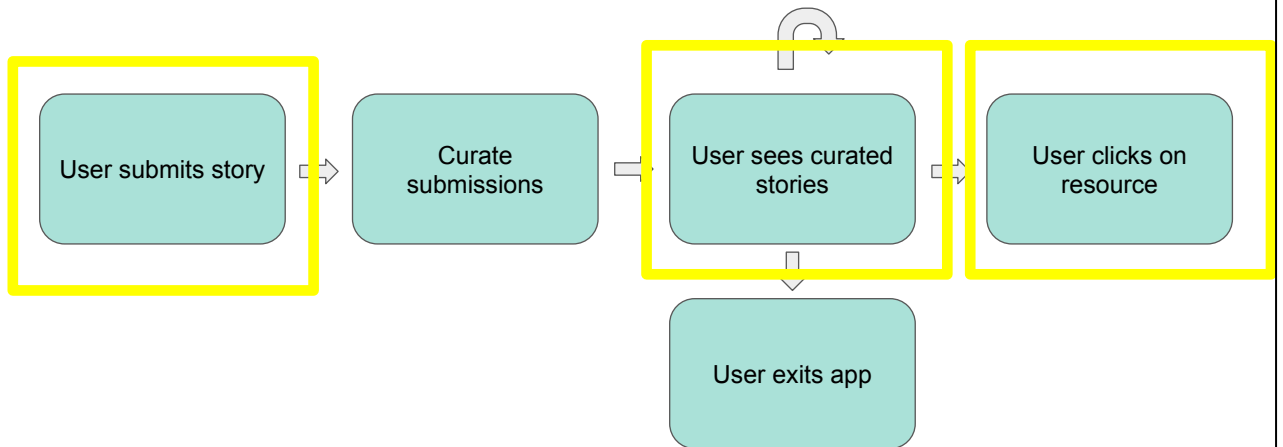 User submits story
Curate
submissions
User sees curated
stories
User clicks on
resource
User exits app